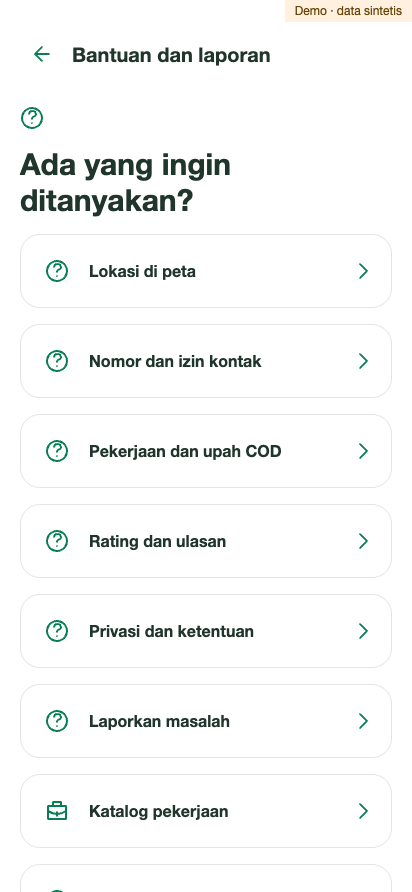 Demo · data sintetis
Bantuan dan laporan
Ada yang ingin
ditanyakan?
Lokasi di peta
Nomor dan izin kontak
Pekerjaan dan upah COD
Rating dan ulasan
Privasi dan ketentuan
Laporkan masalah
Katalog pekerjaan